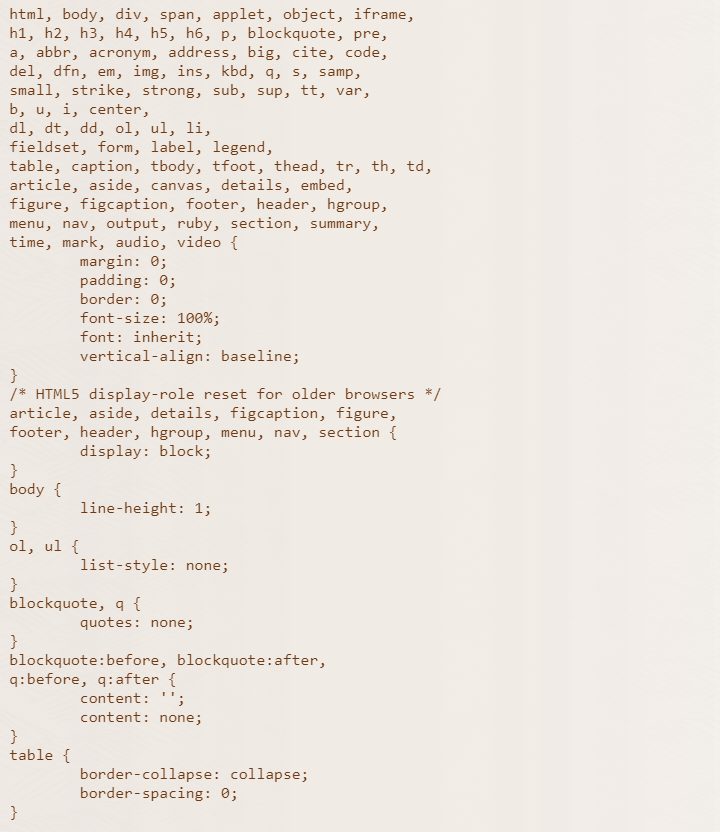 html, body, div, span, applet, object, iframe,
h1, h2, h3, h4, h5, h6, p, blockquote, pre,
a, abbr, acronym, address, big, cite, code,
del, dfn, em, img, ins, kbd, q, s, samp,
small, strike, strong, sub, sup, tt, var,
b, u, i, center,
dl, dt, dd, ol, ul, li,
fieldset, form, label, legend,
table, caption, tbody, tfoot, thead, tr, th, td,
article, aside, canvas, details, embed,
figure, figcaption, footer, header, hgroup,
menu, nav, output, ruby, section, summary,
time, mark, audio, video {
	margin: 0;
	padding: 0;
	border: 0;
	font-size: 100%;
	font: inherit;
	vertical-align: baseline;
}
/* HTML5 display-role reset for older browsers */
article, aside, details, figcaption, figure,
footer, header, hgroup, menu, nav, section {
	display: block;
}
body {
	line-height: 1;
}
ol, ul {
	list-style: none;
}
blockquote, q {
	quotes: none;
}
blockquote:before, blockquote:after,
q:before, q:after {
	content: '';
	content: none;
}
table {
	border-collapse: collapse;
	border-spacing: 0;
}